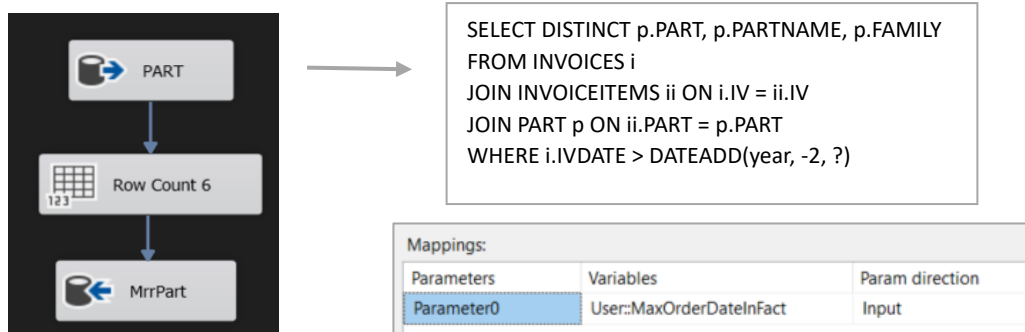 PART
Row Count 6
123
MrrPart
SELECT DISTINCT p.PART, p.PARTNAME, p.FAMILY
FROM INVOICES i
JOIN INVOICEITEMS ii ON i.IV = ii.IV
JOIN PART p ON ii.PART = p.PART
WHERE i.IVDATE > DATEADD(year, -2, ?)
Mappings:
Parameters Variables Param direction
Parameter0 User::MaxOrderDateInFact Input